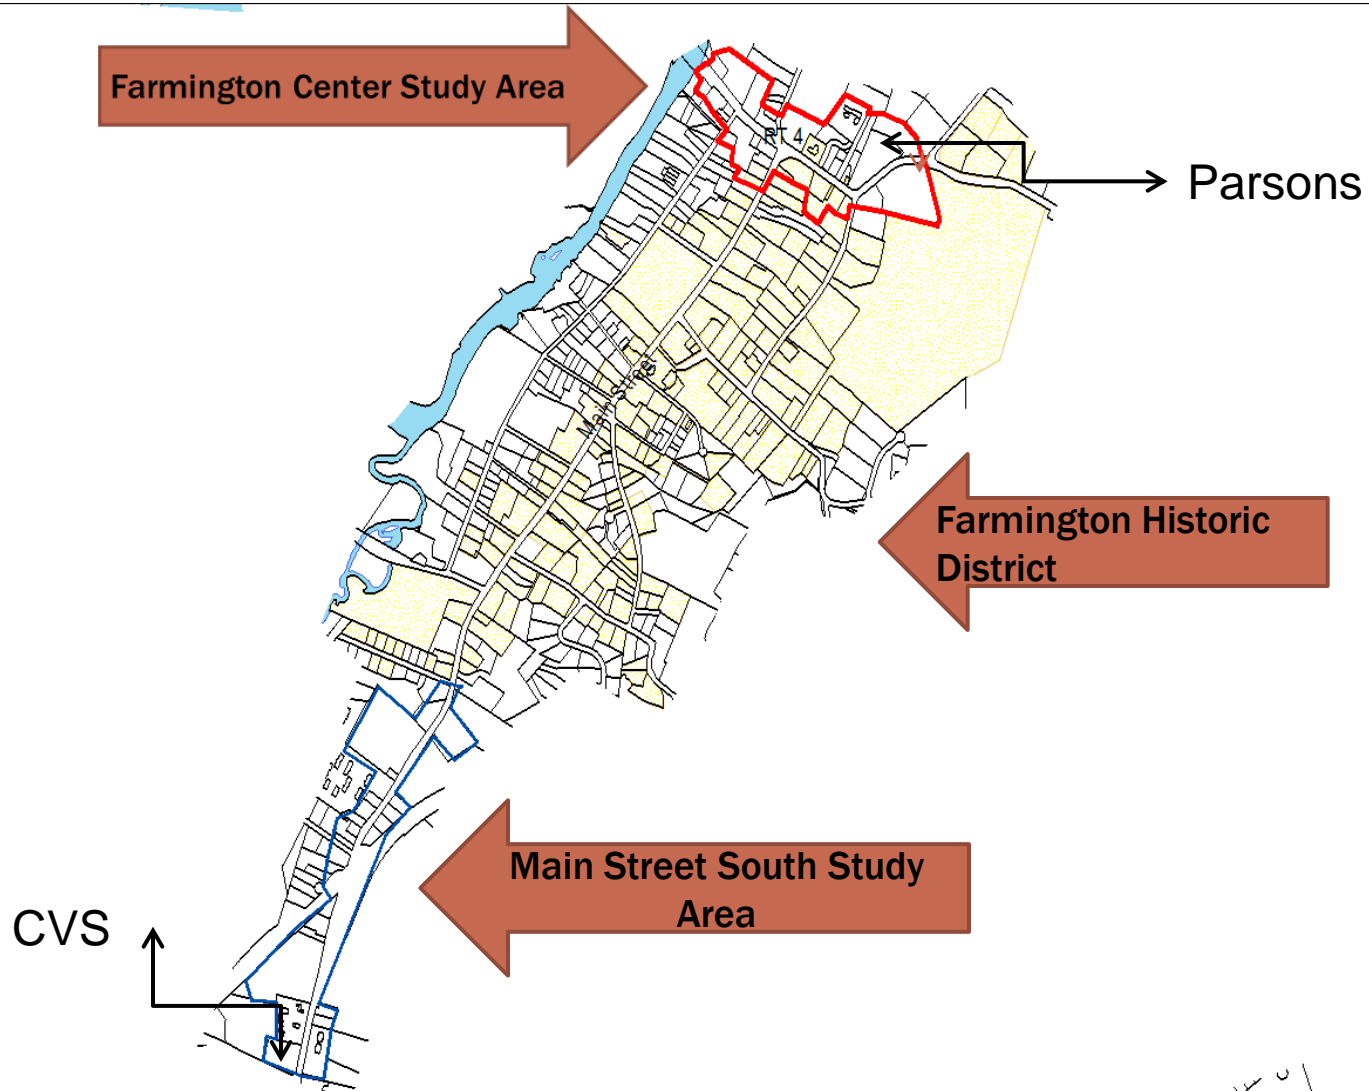 Farmington Center Study Area
RT 4
Parsons
Main Street
Farmington Historic
District
Main Street South Study
Area
CVS